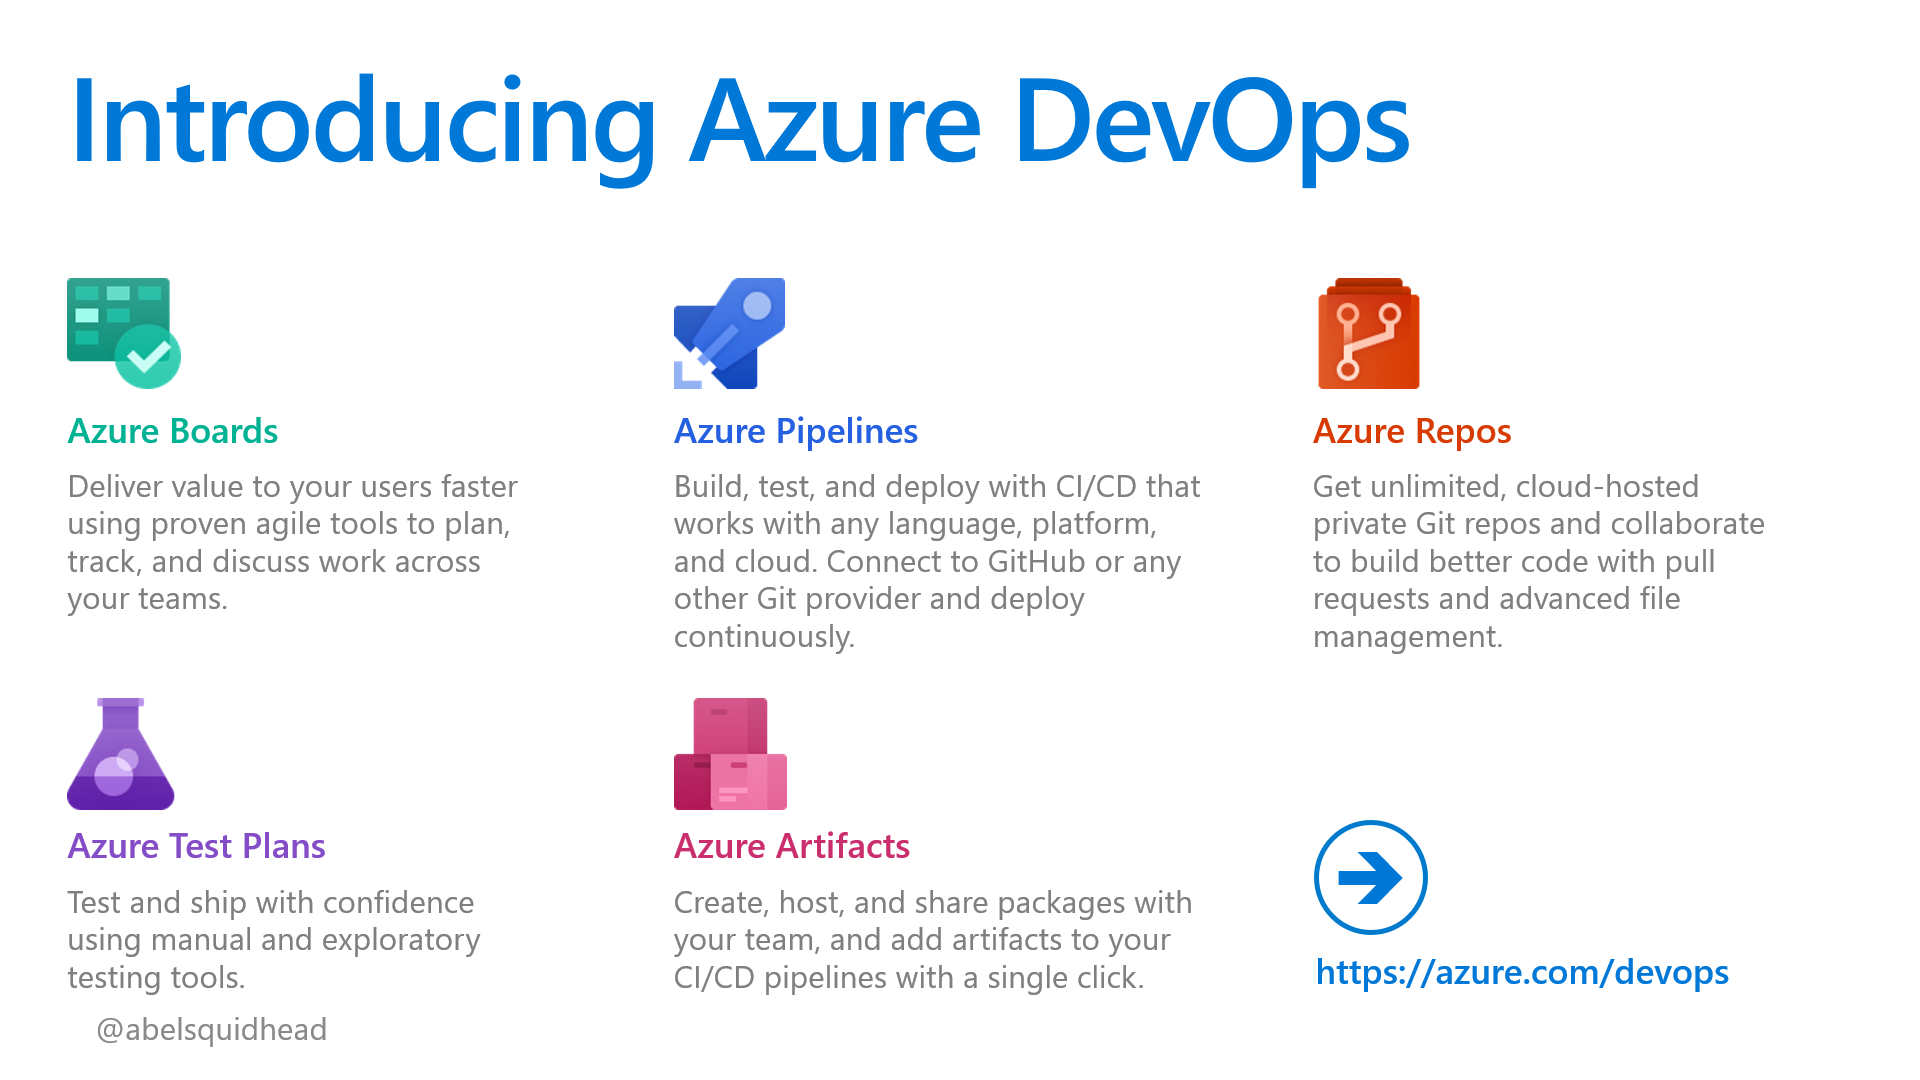 Introducing Azure DevOps
Azure Boards
Deliver value to your users faster
using proven agile tools to plan,
track, and discuss work across
your teams.
Azure Pipelines
Build, test, and deploy with CI/CD that
works with any language, platform,
and cloud. Connect to GitHub or any
other Git provider and deploy
continuously.
Azure Repos
Get unlimited, cloud-hosted
private Git repos and collaborate
to build better code with pull
requests and advanced file
management.
Azure Test Plans
Test and ship with confidence
using manual and exploratory
testing tools.
Azure Artifacts
Create, host, and share packages with
your team, and add artifacts to your
CI/CD pipelines with a single click.
https://azure.com/devops
@abelsquidhead